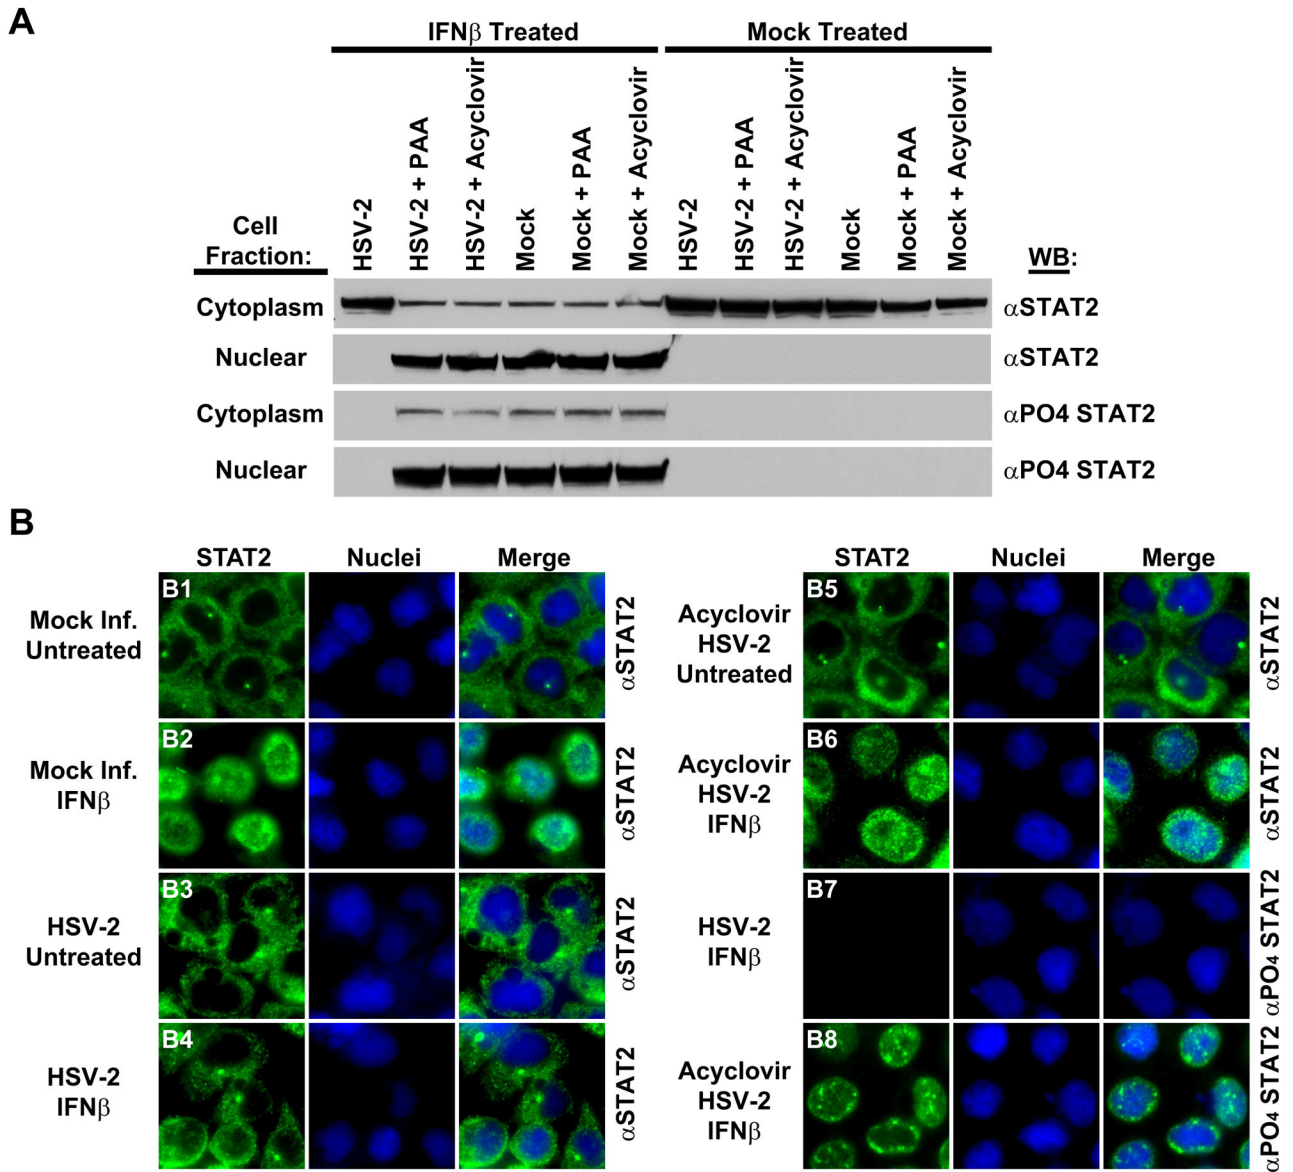 A
IFNβ Treated
Mock Treated
HSV-2
HSV-2 + PAA
HSV-2 + Acyclovir
Mock
Mock + PAA
Mock + Acyclovir
HSV-2
HSV-2 + PAA
HSV-2 + Acyclovir
Mock
Mock + PAA
Mock + Acyclovir
Cell
Fraction:
WB:
Cytoplasm
αSTAT2
Nuclear
αSTAT2
Cytoplasm
αPO4 STAT2
Nuclear
αPO4 STAT2
B
STAT2
Nuclei
Merge
B1
Mock Inf.
Untreated
αSTAT2
B2
Mock Inf.
IFNβ
αSTAT2
B3
HSV-2
Untreated
αSTAT2
B4
HSV-2
IFNβ
αSTAT2
STAT2
Nuclei
Merge
B5
Acyclovir
HSV-2
Untreated
αSTAT2
B6
Acyclovir
HSV-2
IFNβ
αSTAT2
B7
HSV-2
IFNβ
αPO4 STAT2
B8
Acyclovir
HSV-2
IFNβ
αPO4 STAT2